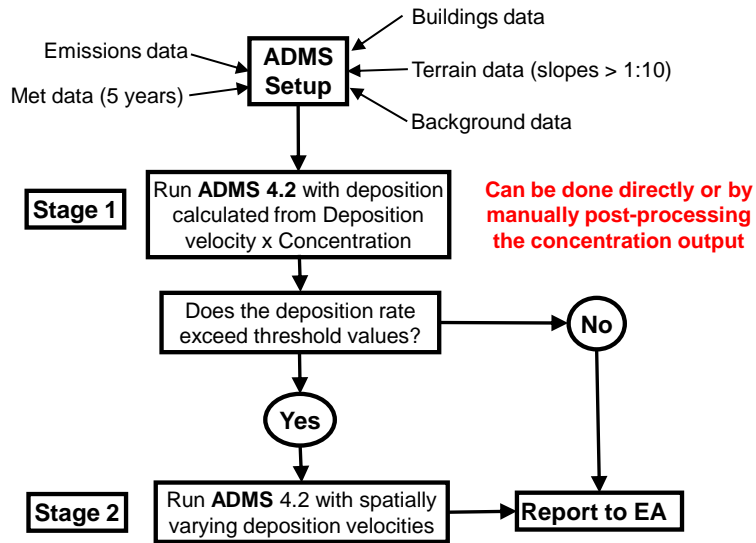 Buildings data
Emissions data
ADMS
Setup
Terrain data (slopes > 1:10)
Met data (5 years)
Background data
Stage 1
Run ADMS 4.2 with deposition
calculated from Deposition
velocity x Concentration
Can be done directly or by
manually post-processing
the concentration output
Does the deposition rate
exceed threshold values?
No
Yes
Stage 2
Run ADMS 4.2 with spatially
varying deposition velocities
Report to EA